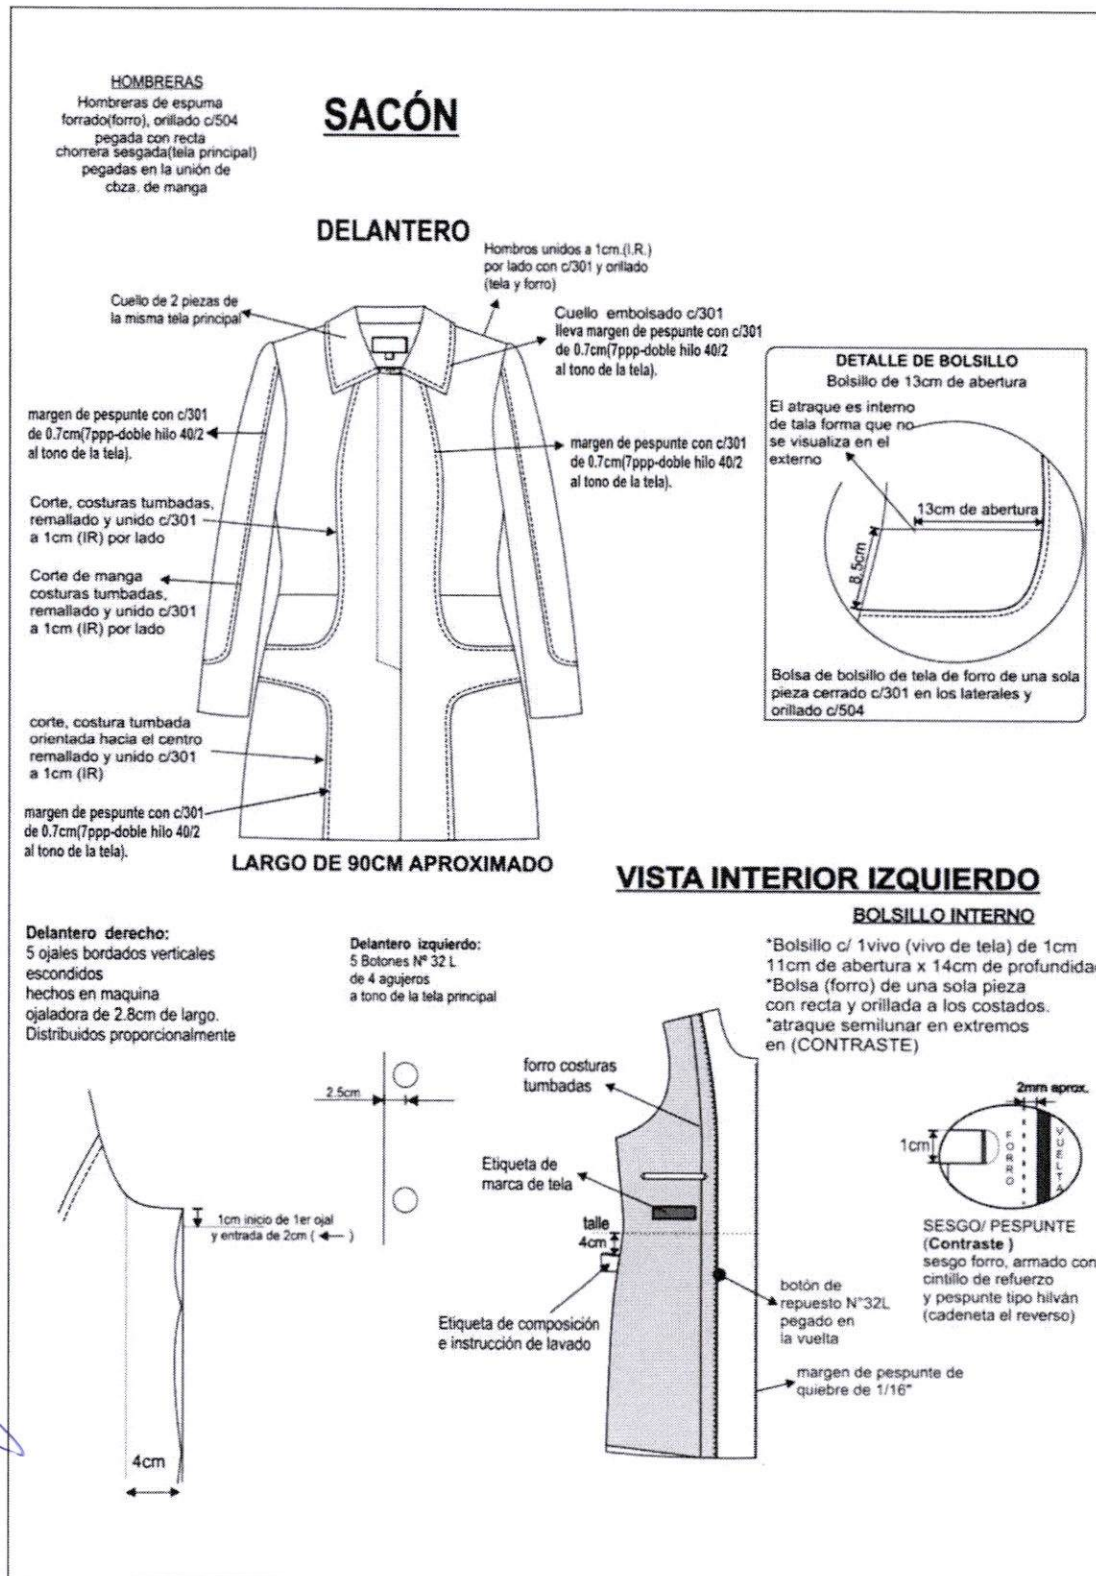 HOMBRERAS
Hombreras de espuma
forrado(forro), orillado c/504
pegada con recta
chorrera sesgada(tela principal)
pegadas en la unión de
cbza. de manga
SACÓN
DELANTERO
Hombros unidos a 1cm.(I.R.)
por lado con c/301 y orillado
(tela y forro)
Cuello de 2 piezas de
la misma tela principal
Cuello embolsado c/301
lleva margen de pespunte con c/301
de 0.7cm(7ppp-doble hilo 40/2
al tono de la tela).
margen de pespunte con c/301
de 0.7cm(7ppp-doble hilo 40/2
al tono de la tela).
margen de pespunte con c/301
de 0.7cm(7ppp-doble hilo 40/2
al tono de la tela).
Corte, costuras tumbadas,
remallado y unido c/301
a 1cm (IR) por lado
Corte de manga
costuras tumbadas,
remallado y unido c/301
a 1cm (IR) por lado
corte, costura tumbada
orientada hacia el centro
remallado y unido c/301
a 1cm (IR)
margen de pespunte con c/301
de 0.7cm(7ppp-doble hilo 40/2
al tono de la tela).
DETALLE DE BOLSILLO
Bolsillo de 13cm de abertura
El atraque es interno
de tala forma que no
se visualiza en el
externo
13cm de abertura
8.5cm
Bolsa de bolsillo de tela de forro de una sola
pieza cerrado c/301 en los laterales y
orillado c/504
LARGO DE 90CM APROXIMADO
VISTA INTERIOR IZQUIERDO
BOLSILLO INTERNO
*Bolsillo c/ 1vivo (vivo de tela) de 1cm
11cm de abertura x 14cm de profundidad
*Bolsa (forro) de una sola pieza
con recta y orillada a los costados.
*atraque semilunar en extremos
en (CONTRASTE)
Delantero derecho:
5 ojales bordados verticales
escondidos
hechos en maquina
ojaladora de 2.8cm de largo.
Distribuidos proporcionalmente
Delantero izquierdo:
5 Botones Nº 32 L
de 4 agujeros
a tono de la tela principal
2.5cm
1cm inicio de 1er ojal
y entrada de 2cm ( ← )
4cm
forro costuras
tumbadas
Etiqueta de
marca de tela
talle
4cm
Etiqueta de composición
e instrucción de lavado
botón de
repuesto N°32L
pegado en
la vuelta
margen de pespunte de
quiebre de 1/16"
2mm aprox.
1cm
FORRO
VUELTA
SESGO/ PESPUNTE
(Contraste )
sesgo forro, armado con
cintillo de refuerzo
y pespunte tipo hilván
(cadeneta el reverso)